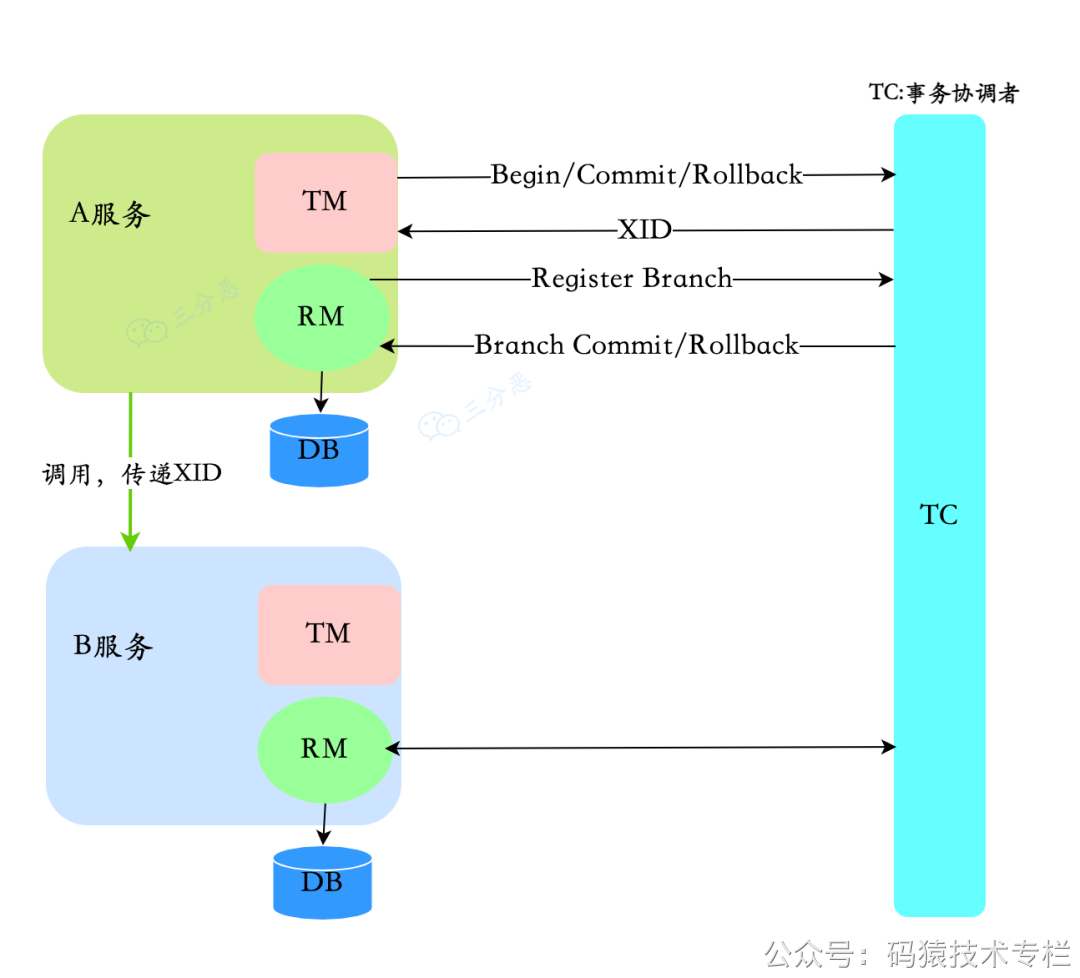 TC:事务协调者
TM
Begin/Commit/Rollback
A服务
XID
Register Branch
RM
三分恶
Branch Commit/Rollback
三分恶
DB
调用，传递XID
TC
TM
B服务
RM
DB
公众号：码猿技术专栏